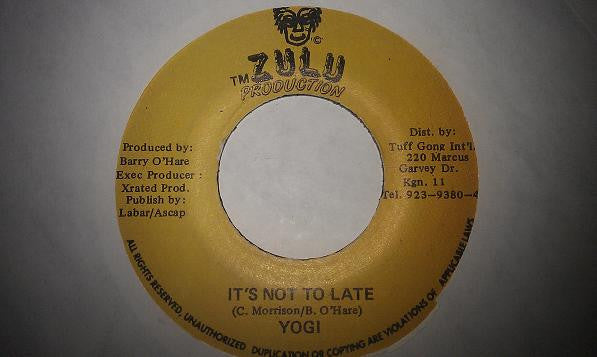 ©
TM ZULU
PRODUCTION
Produced by:
Barry O'Hare
Exec Producer :
Xrated Prod.
Publish by:
Labar/Ascap
Dist. by:
Tuff Gong Int'l.
220 Marcus
Garvey Dr.
Kgn. 11
Tel. 923-9380-4
IT'S NOT TO LATE
(C. Morrison/B. O'Hare)
YOGI
ALL RIGHTS RESERVED, UNAUTHORIZED DUPLICATION OR COPYING ARE VIOLATIONS OF APPLICABLE LAWS